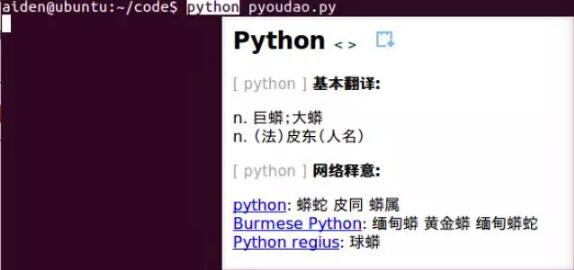 aiden@ubuntu:~/code$ python pyoudao.py
Python < >
[ python ] 基本翻译:
n. 巨蟒;大蟒
n. (法)皮东(人名)
[ python ] 网络释意:
python: 蟒蛇 皮同 蟒属
Burmese Python: 缅甸蟒 黄金蟒 缅甸蟒蛇
Python regius: 球蟒